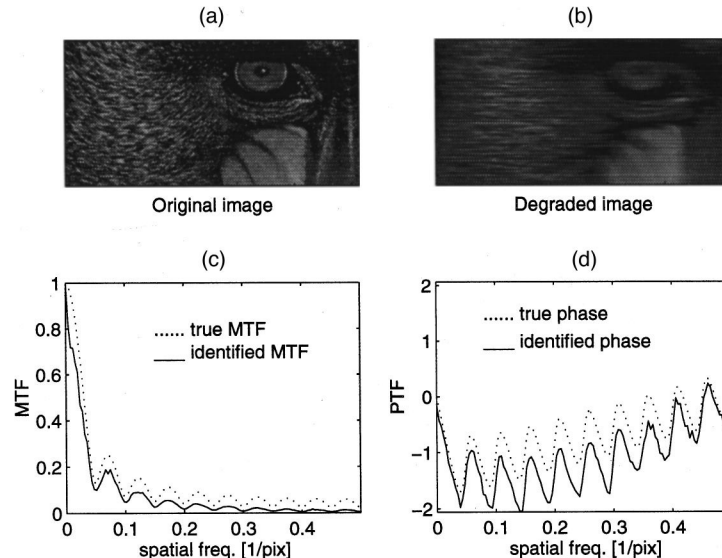 (a)
(b)
Original image
Degraded image
(c)
(d)
1
0.8
0.6
0.4
0.2
0
MTF
...... true MTF
identified MTF
0
0.1
0.2
0.3
0.4
spatial freq. [1/pix]
2
1
0
−1
−2
PTF
...... true phase
identified phase
0
0.1
0.2
0.3
0.4
spatial freq. [1/pix]